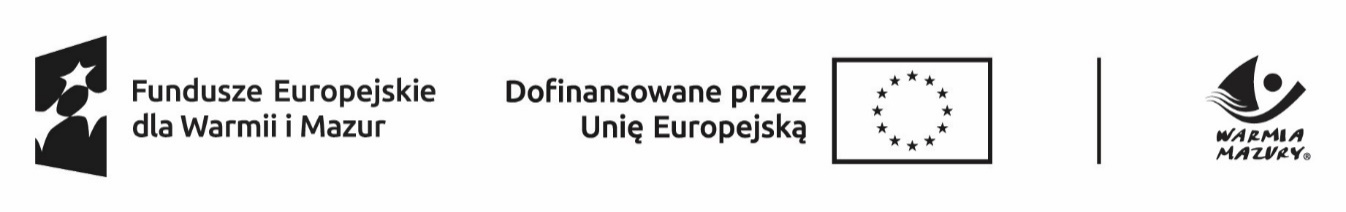 Fundusze Europejskie
dla Warmii i Mazur
Dofinansowane przez
Unię Europejską
WARMIA
MAZURY®